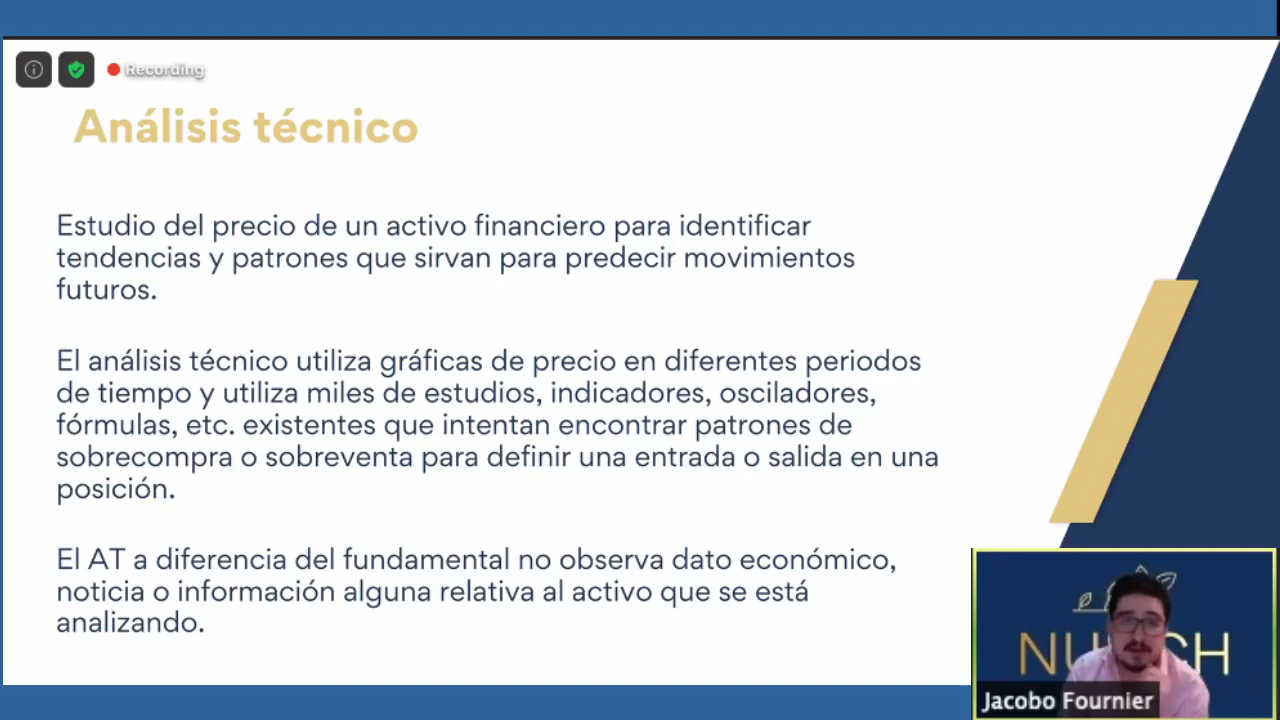 Recording
Análisis técnico
Estudio del precio de un activo financiero para identificar
tendencias y patrones que sirvan para predecir movimientos
futuros.
El análisis técnico utiliza gráficas de precio en diferentes periodos
de tiempo y utiliza miles de estudios, indicadores, osciladores,
fórmulas, etc. existentes que intentan encontrar patrones de
sobrecompra o sobreventa para definir una entrada o salida en una
posición.
El AT a diferencia del fundamental no observa dato económico,
noticia o información alguna relativa al activo que se está
analizando.
Jacobo Fournier